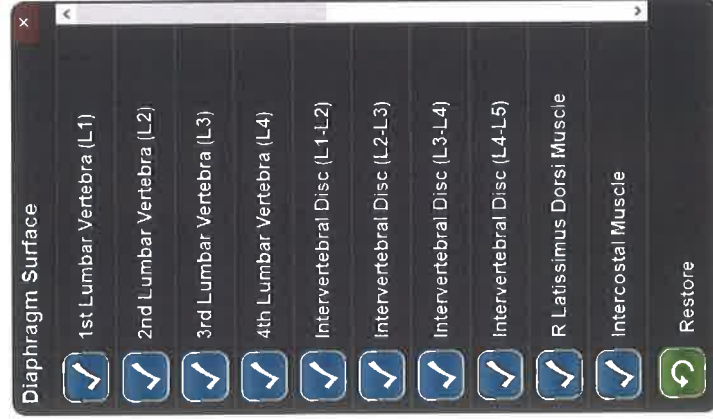 Diaphragm Surface
1st Lumbar Vertebra (L1)
2nd Lumbar Vertebra (L2)
3rd Lumbar Vertebra (L3)
4th Lumbar Vertebra (L4)
Intervertebral Disc (L1-L2)
Intervertebral Disc (L2-L3)
Intervertebral Disc (L3-L4)
Intervertebral Disc (L4-L5)
R Latissimus Dorsi Muscle
Intercostal Muscle
Restore